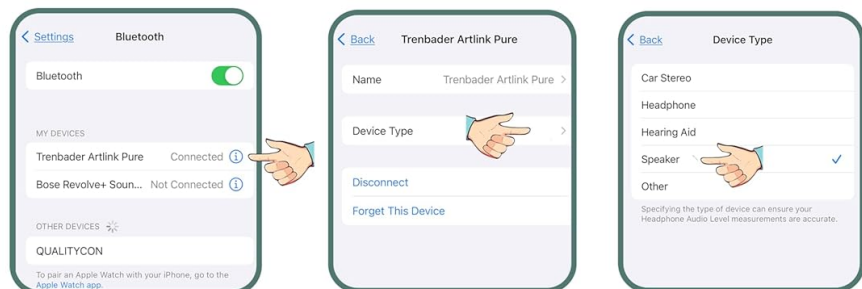 Settings
Bluetooth
Bluetooth
MY DEVICES
Trenbader Artlink Pure Connected
Bose Revolve+ Soun... Not Connected
OTHER DEVICES
QUALITYCON
To pair an Apple Watch with your iPhone, go to the
Apple Watch app.
Back
Trenbader Artlink Pure
Name Trenbader Artlink Pure
Device Type
Disconnect
Forget This Device
Back
Device Type
Car Stereo
Headphone
Hearing Aid
Speaker
Other
Specifying the type of device can ensure your
Headphone Audio Level measurements are accurate.